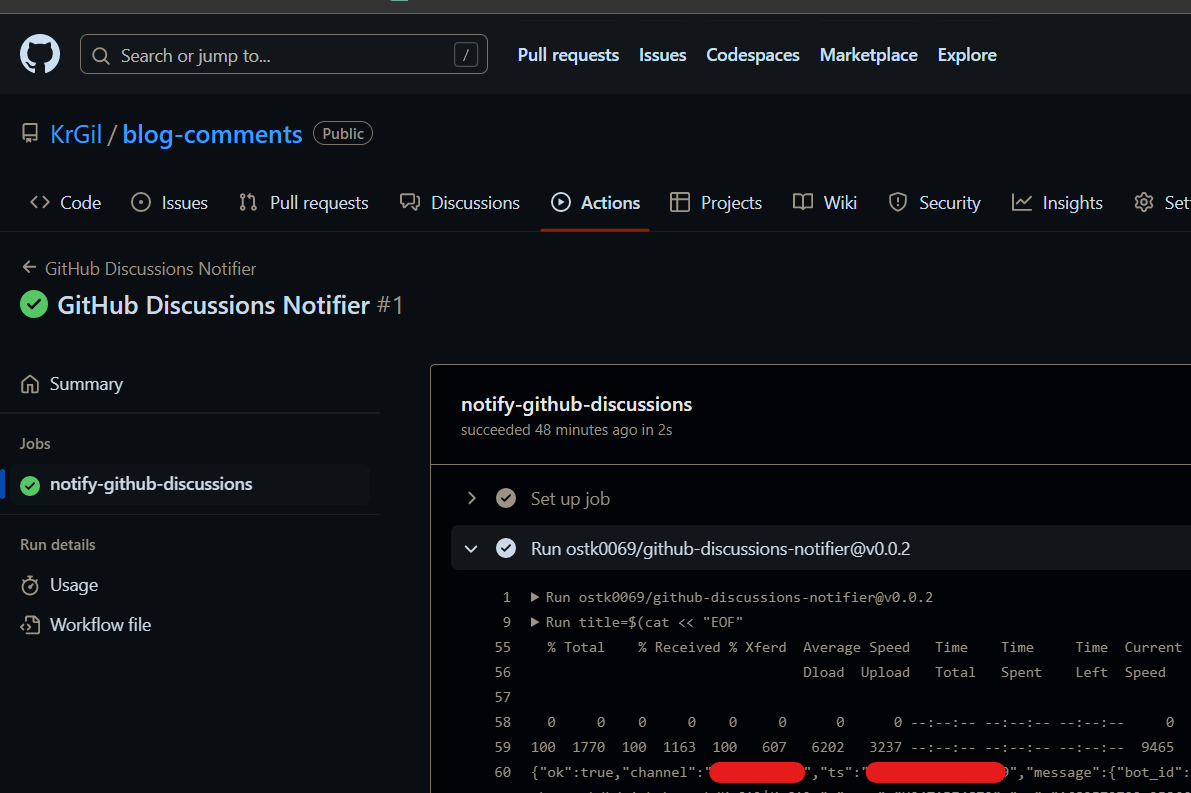 Search or jump to... /
Pull requests Issues Codespaces Marketplace Explore
KrGil / blog-comments Public
Code Issues Pull requests Discussions Actions Projects Wiki Security Insights
GitHub Discussions Notifier
GitHub Discussions Notifier #1
Summary
Jobs
notify-github-discussions
Run details
Usage
Workflow file
notify-github-discussions
succeeded 48 minutes ago in 2s
Set up job
Run ostk0069/github-discussions-notifier@v0.0.2
1 ▶ Run ostk0069/github-discussions-notifier@v0.0.2
9 ▶ Run title=$(cat << "EOF"
55 % Total % Received % Xferd Average Speed Time Time Time Current
56 Dload Upload Total Spent Left Speed
57
58 0 0 0 0 0 0 0 0 --:--:-- --:--:-- --:--:-- 0
59 100 1770 100 1163 100 607 6202 3237 --:--:-- --:--:-- --:--:-- 9465
60 {"ok":true,"channel":" ","ts":" 9","message":{"bot_id":